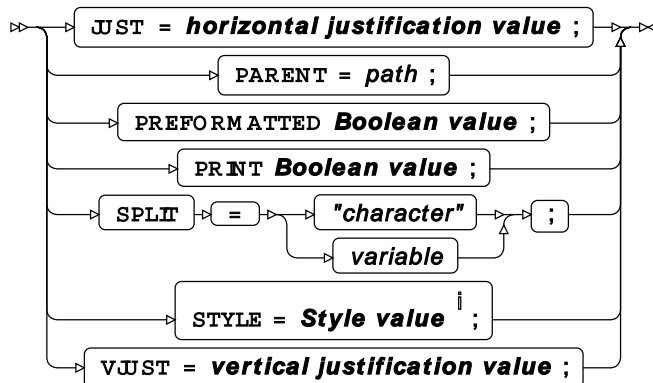 JUST = horizontal justification value ;
PARENT = path ;
PREFORMATTED Boolean value ;
PRINT Boolean value ;
SPLIT = "character" ;
variable
STYLE = Style value i ;
VJUST = vertical justification value ;